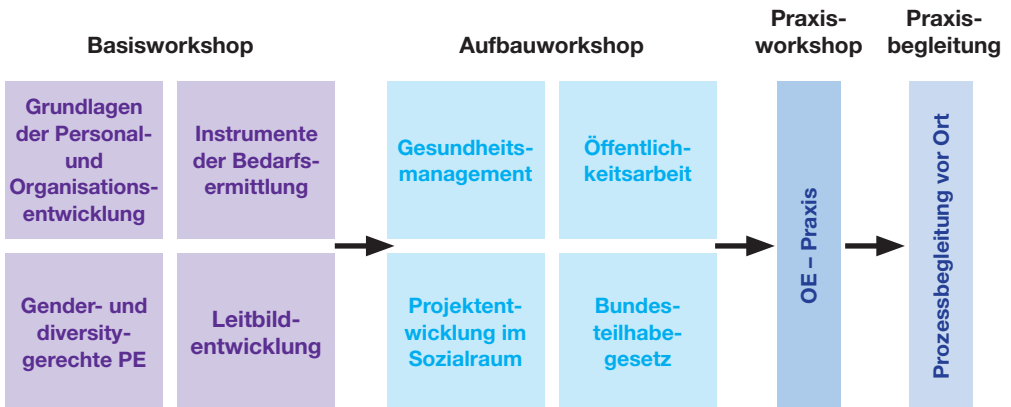 Basisworkshop
Aufbauworkshop
Praxis-
workshop
Praxis-
begleitung
Grundlagen
der Personal-
und
Organisations-
entwicklung
Instrumente
der Bedarfs-
ermittlung
Gender- und
diversity-
gerechte PE
Leitbild-
entwicklung
Gesundheits-
management
Öffentlich-
keitsarbeit
Projektent-
wicklung im
Sozialraum
Bundes-
teilhabe-
gesetz
OE – Praxis
Prozessbegleitung vor Ort